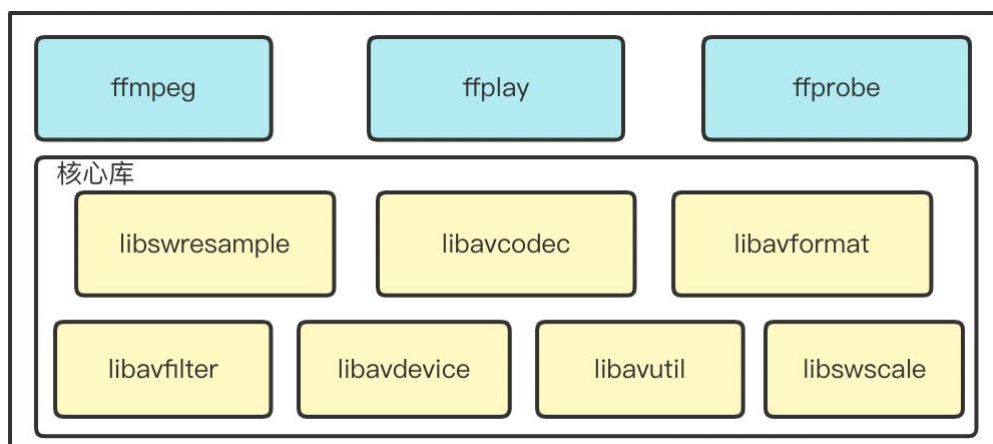 ffmpeg
ffplay
ffprobe
核心库
libswresample
libavcodec
libavformat
libavfilter
libavdevice
libavutil
libswscale